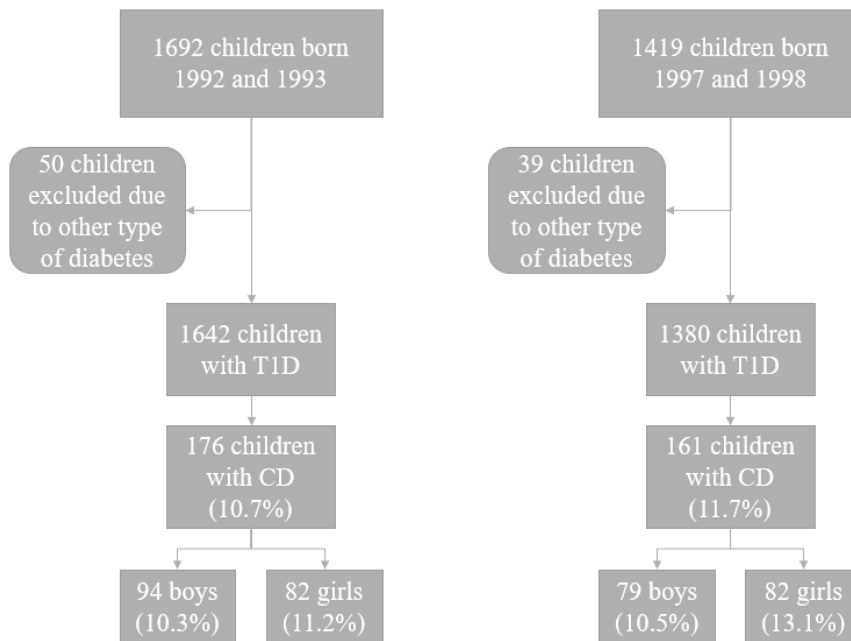 1692 children born
1992 and 1993
50 children
excluded due
to other type
of diabetes
1642 children
with T1D
176 children
with CD
(10.7%)
94 boys
(10.3%)
82 girls
(11.2%)
1419 children born
1997 and 1998
39 children
excluded due
to other type
of diabetes
1380 children
with T1D
161 children
with CD
(11.7%)
79 boys
(10.5%)
82 girls
(13.1%)